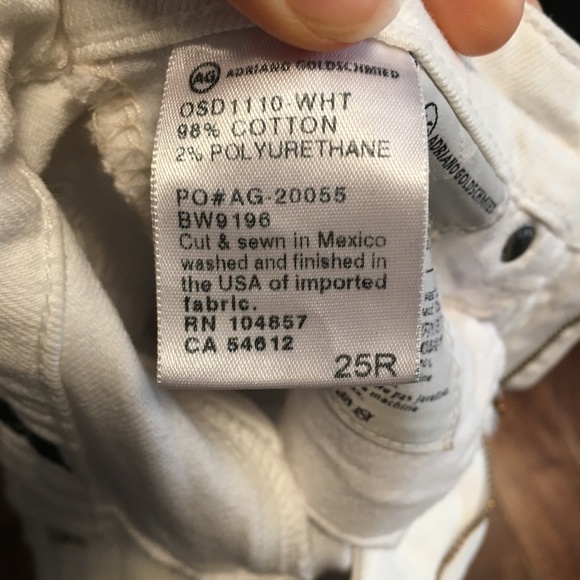 AG ADRIANO GOLDSCHMIED
OSD1110-WHT
98% COTTON
2% POLYURETHANE
PO#AG-20055
BW9196
Cut & sewn in Mexico
washed and finished in
the USA of imported
fabric.
RN 104857
CA 54612
25R
ADRIANO GOLDSCHMIED
machine